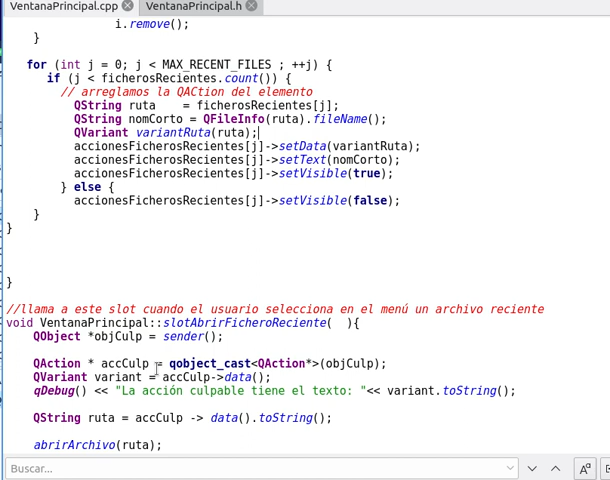 VentanaPrincipal.cpp VentanaPrincipal.h
i.remove();
}
for (int j = 0; j < MAX_RECENT_FILES ; ++j) {
if (j < ficherosRecientes.count()) {
// arreglamos la QACtion del elemento
QString ruta    = ficherosRecientes[j];
QString nomCorto = QFileInfo(ruta).fileName();
QVariant variantRuta(ruta);
accionesFicherosRecientes[j]->setData(variantRuta);
accionesFicherosRecientes[j]->setText(nomCorto);
accionesFicherosRecientes[j]->setVisible(true);
} else {
accionesFicherosRecientes[j]->setVisible(false);
}
}
}
//llama a este slot cuando el usuario selecciona en el menú un archivo reciente
void VentanaPrincipal::slotAbrirFicheroReciente(  ){
QObject *objCulp = sender();
QAction * accCulp = qobject_cast<QAction*>(objCulp);
QVariant variant = accCulp->data();
qDebug() << "La acción culpable tiene el texto: "<< variant.toString();
QString ruta = accCulp -> data().toString();
abrirArchivo(ruta);
Buscar...